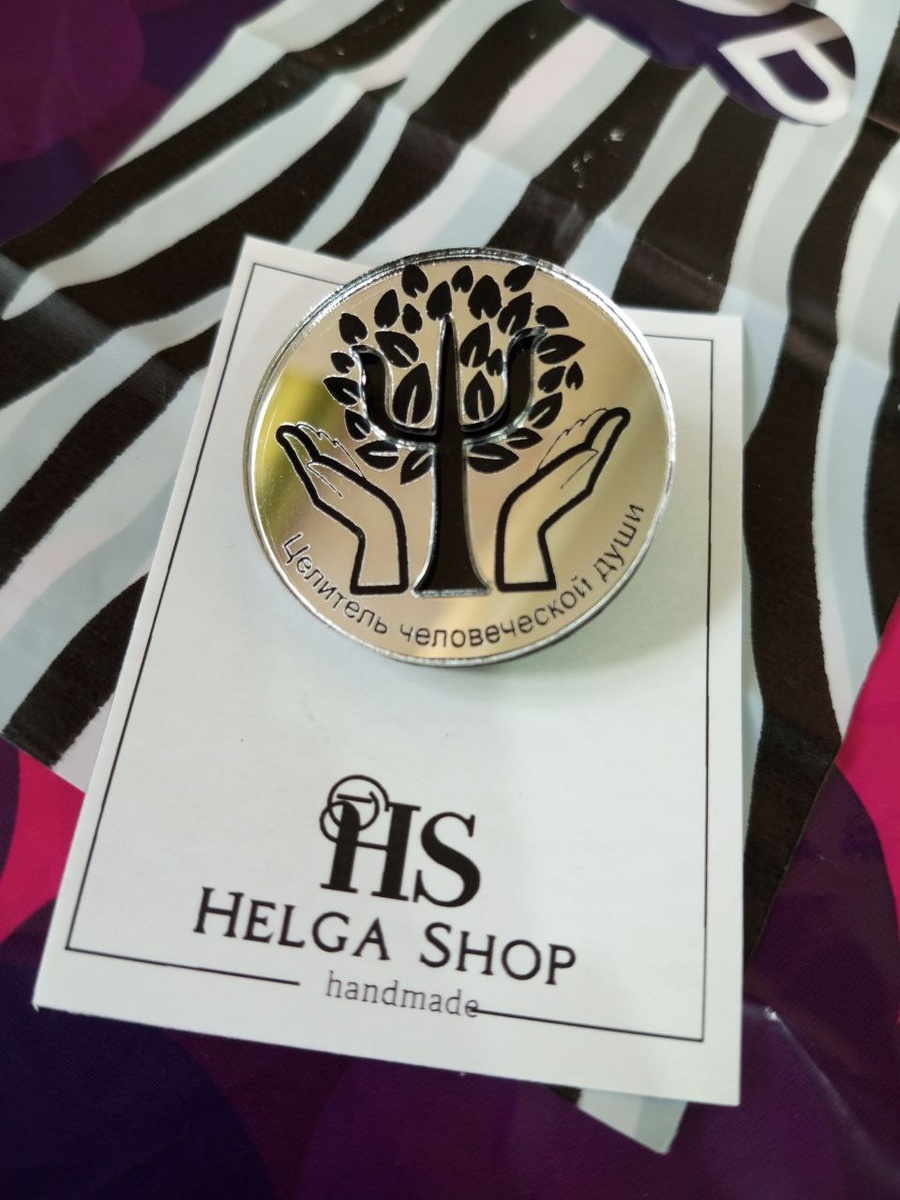 Целитель человеческой души
HS
HELGA SHOP
handmade